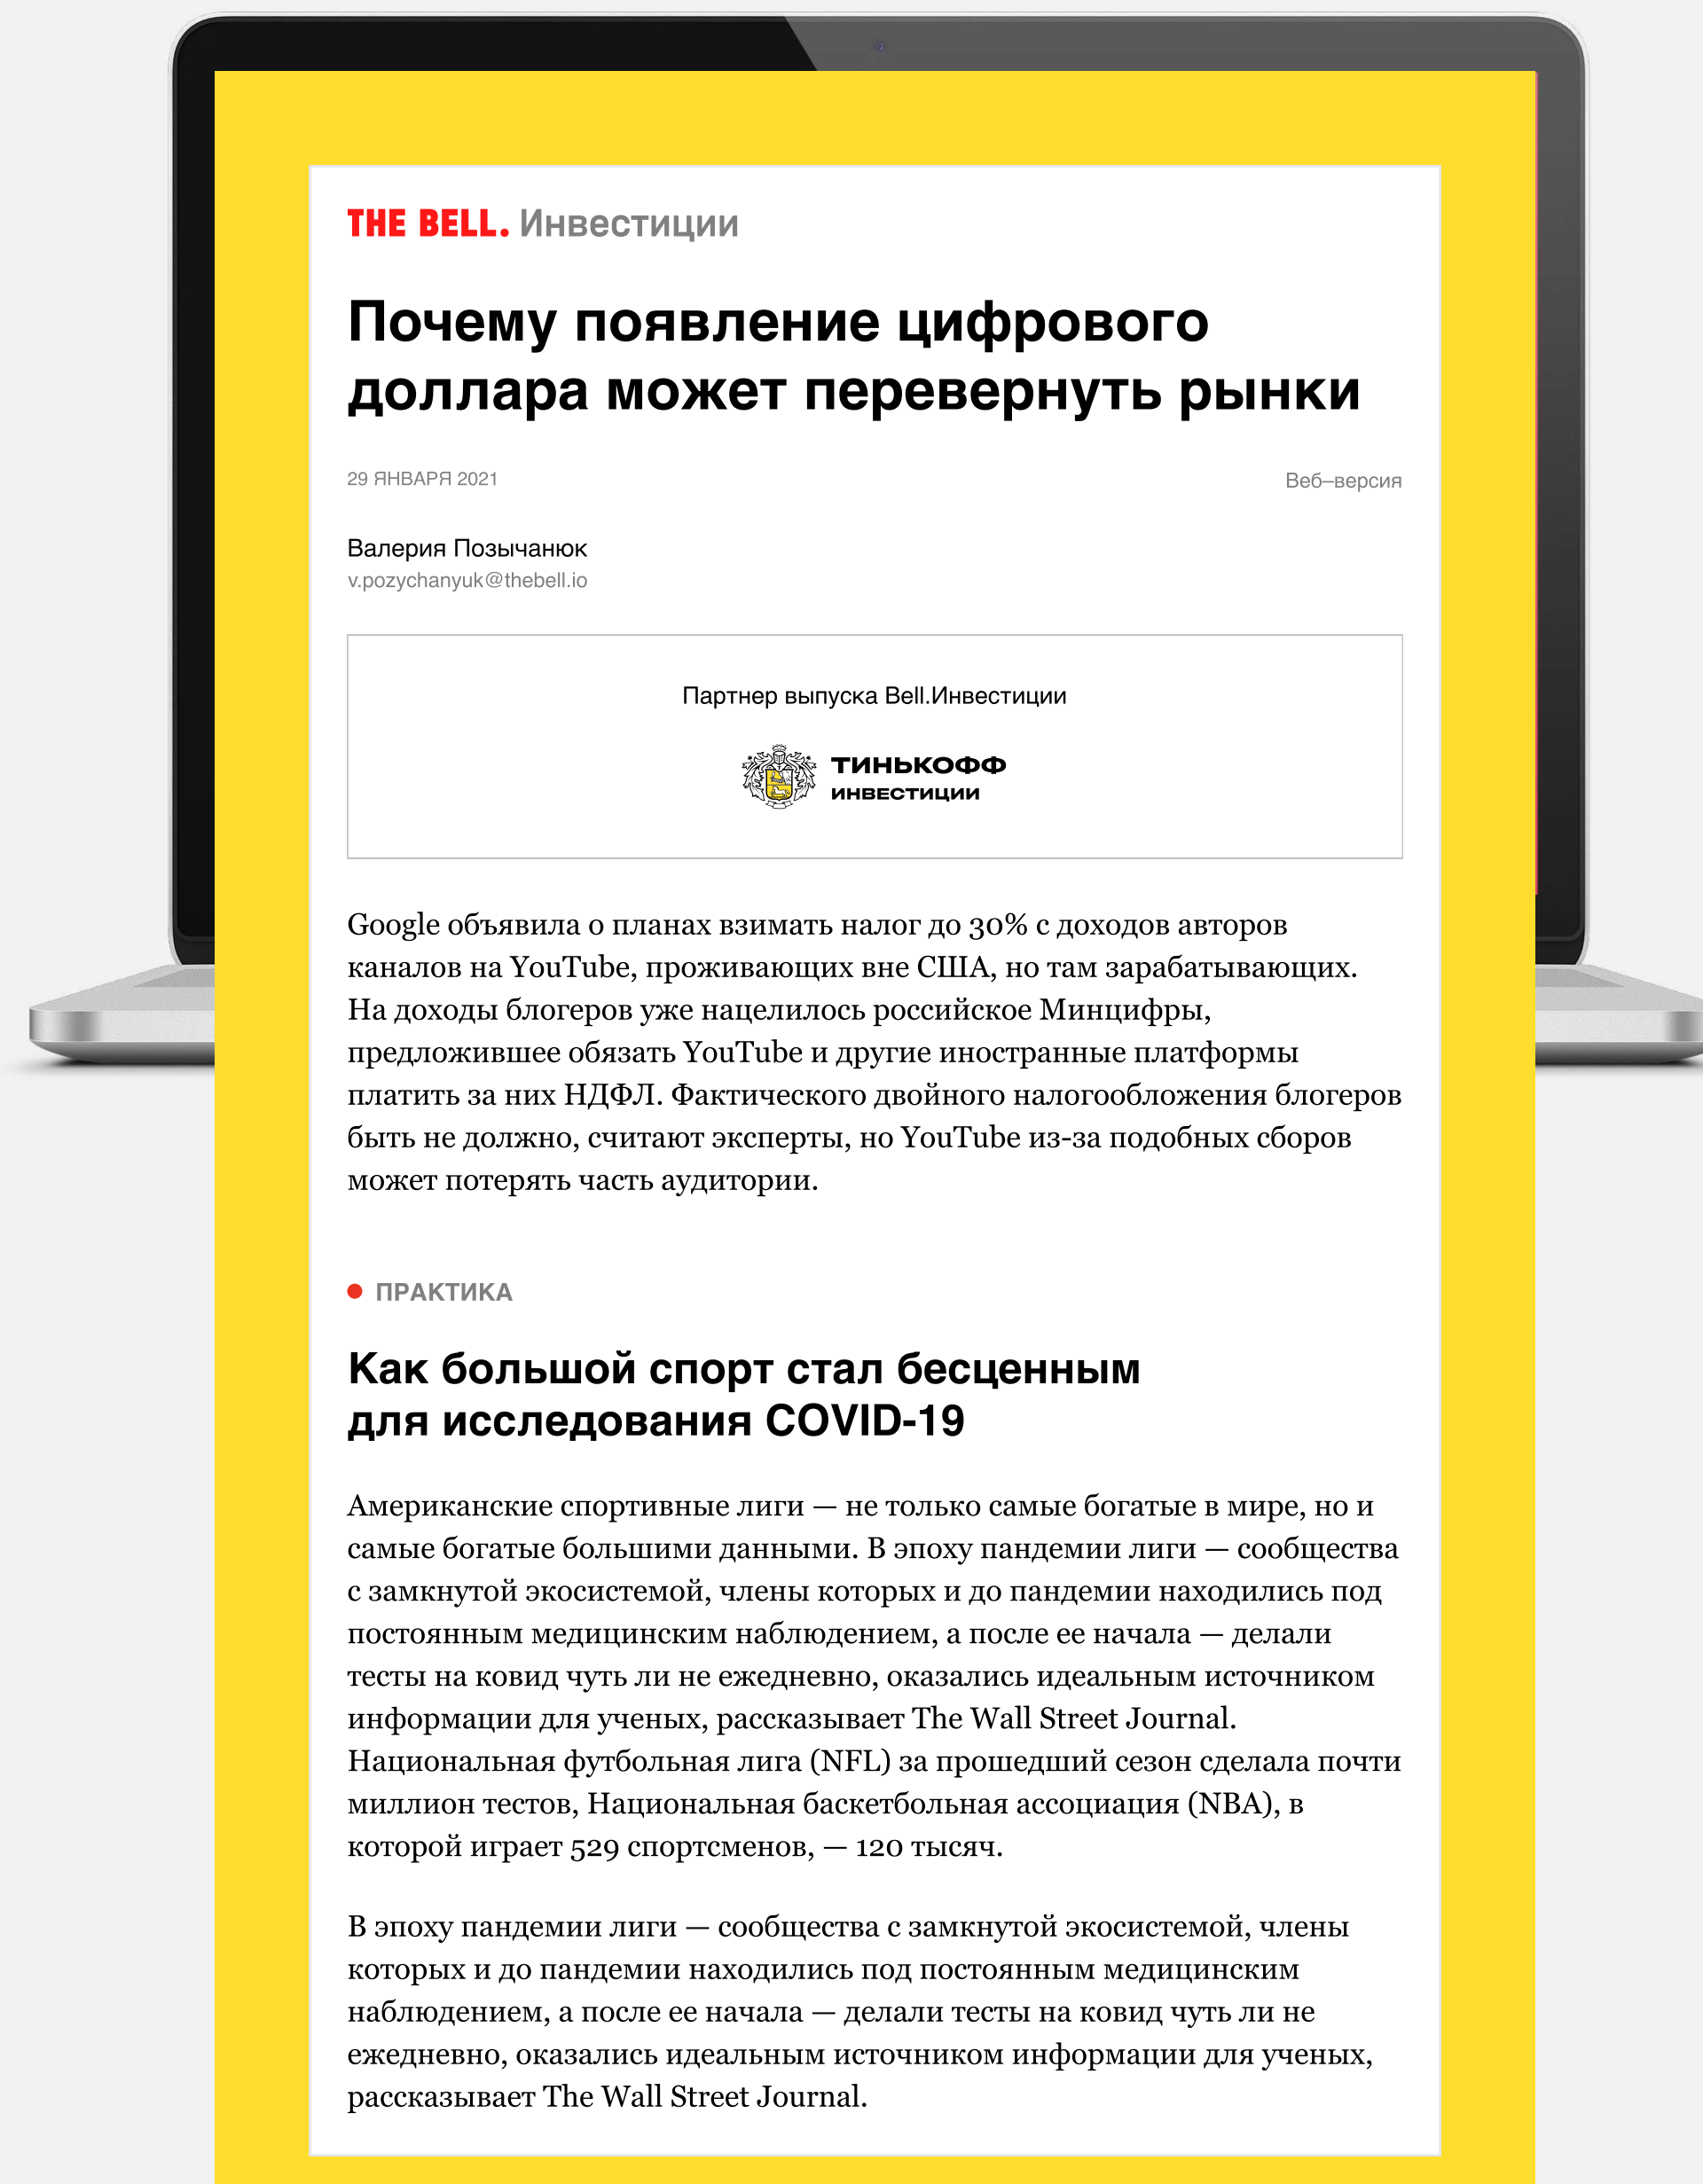 THE BELL. Инвестиции
Почему появление цифрового
доллара может перевернуть рынки
29 ЯНВАРЯ 2021
Веб–версия
Валерия Позычанюк
v.pozychanyuk@thebell.io
Партнер выпуска Bell.Инвестиции
ТИНЬКОФФ
ИНВЕСТИЦИИ
Google объявила о планах взимать налог до 30% с доходов авторов
каналов на YouTube, проживающих вне США, но там зарабатывающих.
На доходы блогеров уже нацелилось российское Минцифры,
предложившее обязать YouTube и другие иностранные платформы
платить за них НДФЛ. Фактического двойного налогообложения блогеров
быть не должно, считают эксперты, но YouTube из-за подобных сборов
может потерять часть аудитории.
ПРАКТИКА
Как большой спорт стал бесценным
для исследования COVID-19
Американские спортивные лиги — не только самые богатые в мире, но и
самые богатые большими данными. В эпоху пандемии лиги — сообщества
с замкнутой экосистемой, члены которых и до пандемии находились под
постоянным медицинским наблюдением, а после ее начала — делали
тесты на ковид чуть ли не ежедневно, оказались идеальным источником
информации для ученых, рассказывает The Wall Street Journal.
Национальная футбольная лига (NFL) за прошедший сезон сделала почти
миллион тестов, Национальная баскетбольная ассоциация (NBA), в
которой играет 529 спортсменов, — 120 тысяч.
В эпоху пандемии лиги — сообщества с замкнутой экосистемой, члены
которых и до пандемии находились под постоянным медицинским
наблюдением, а после ее начала — делали тесты на ковид чуть ли не
ежедневно, оказались идеальным источником информации для ученых,
рассказывает The Wall Street Journal.